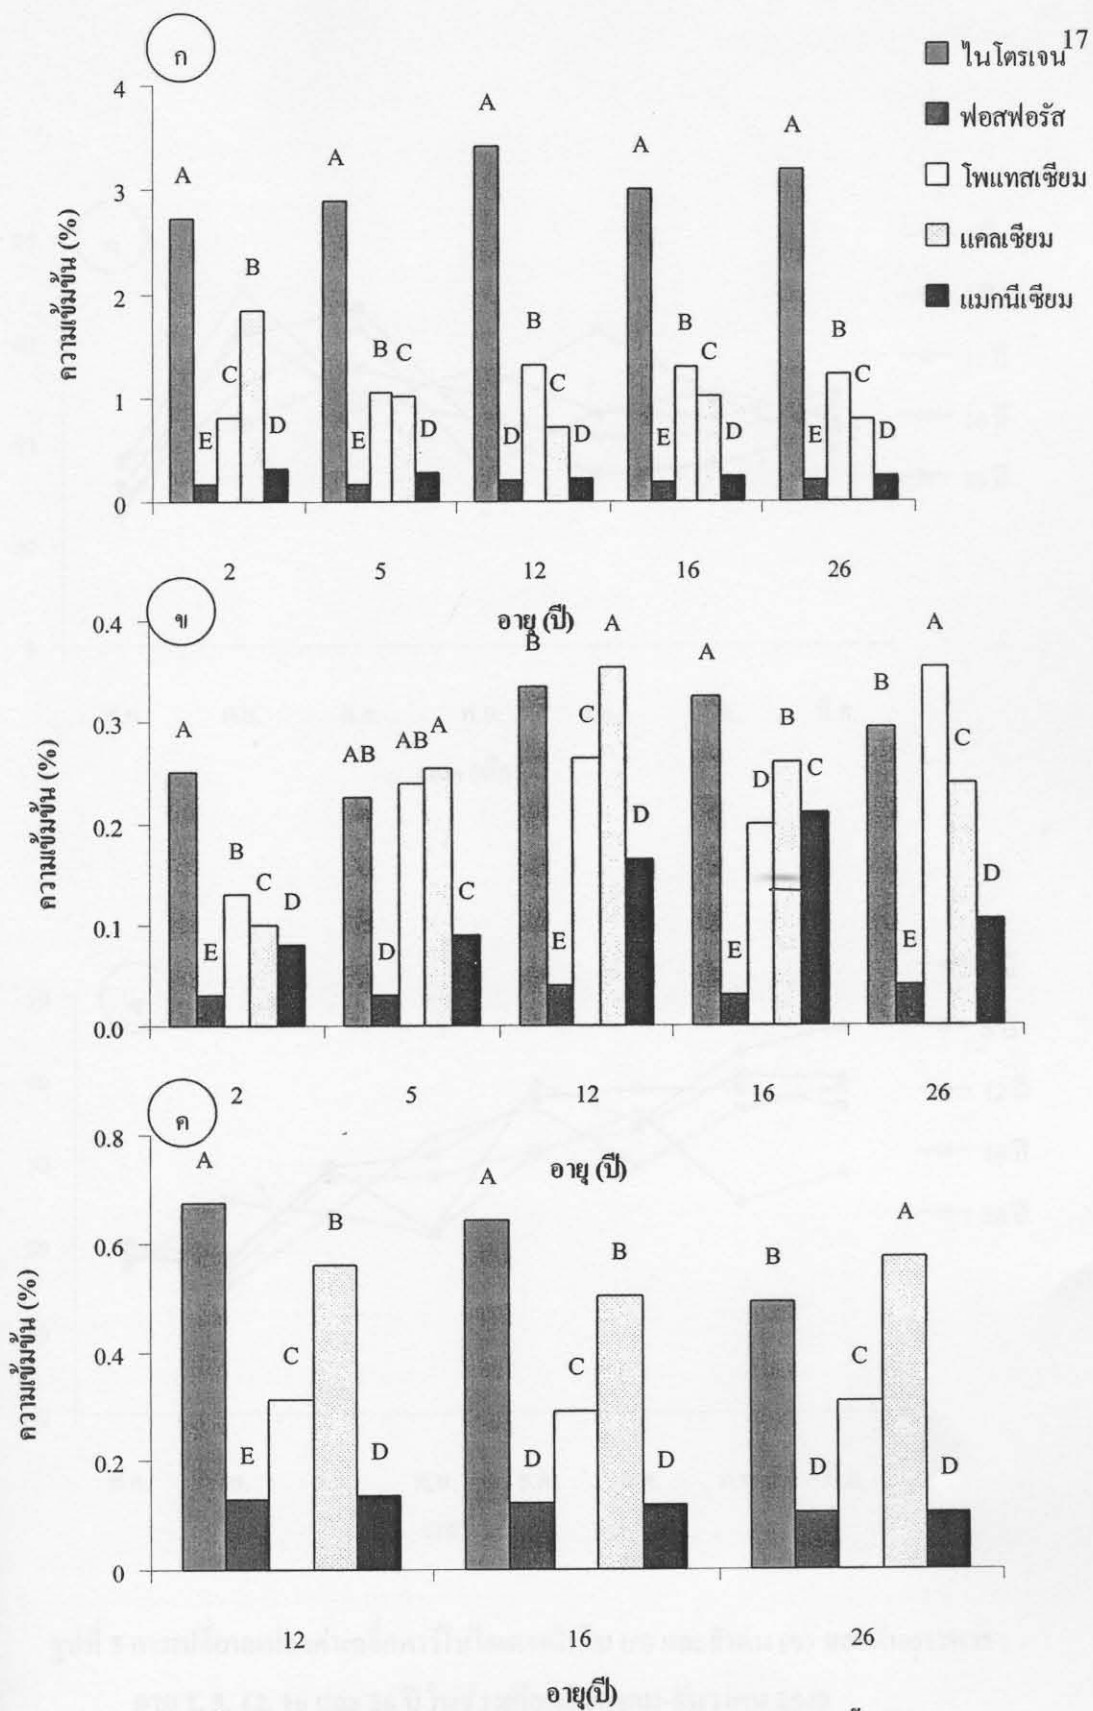 17
ไนโตรเจน
ฟอสฟอรัส
โพแทสเซียม
แคลเซียม
แมกนีเซียม
ก
ความเข้มข้น (%)
4
3
2
1
0
A E C B D
A E B C D
A D B C D
A E B C D
A E B C D
2 5 12 16 26
อายุ (ปี)
ข
ความเข้มข้น (%)
0.4
0.3
0.2
0.1
0.0
A E B C D
AB D AB A C
B E C A D
A E D B C
B E A C D
2 5 12 16 26
อายุ (ปี)
ค
ความเข้มข้น (%)
0.8
0.6
0.4
0.2
0
A E C B D
A D C B D
B D C A D
12 16 26
อายุ(ปี)